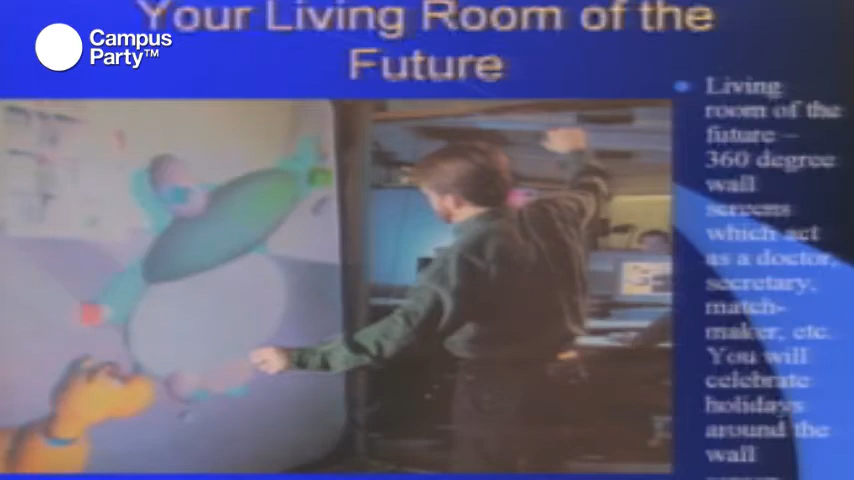 Your Living Room of the
Future
Campus
Party™
Living
room of the
future –
360 degree
wall
screens
which act
as a doctor,
secretary,
match-
maker, etc.
You will
celebrate
holidays
around the
wall